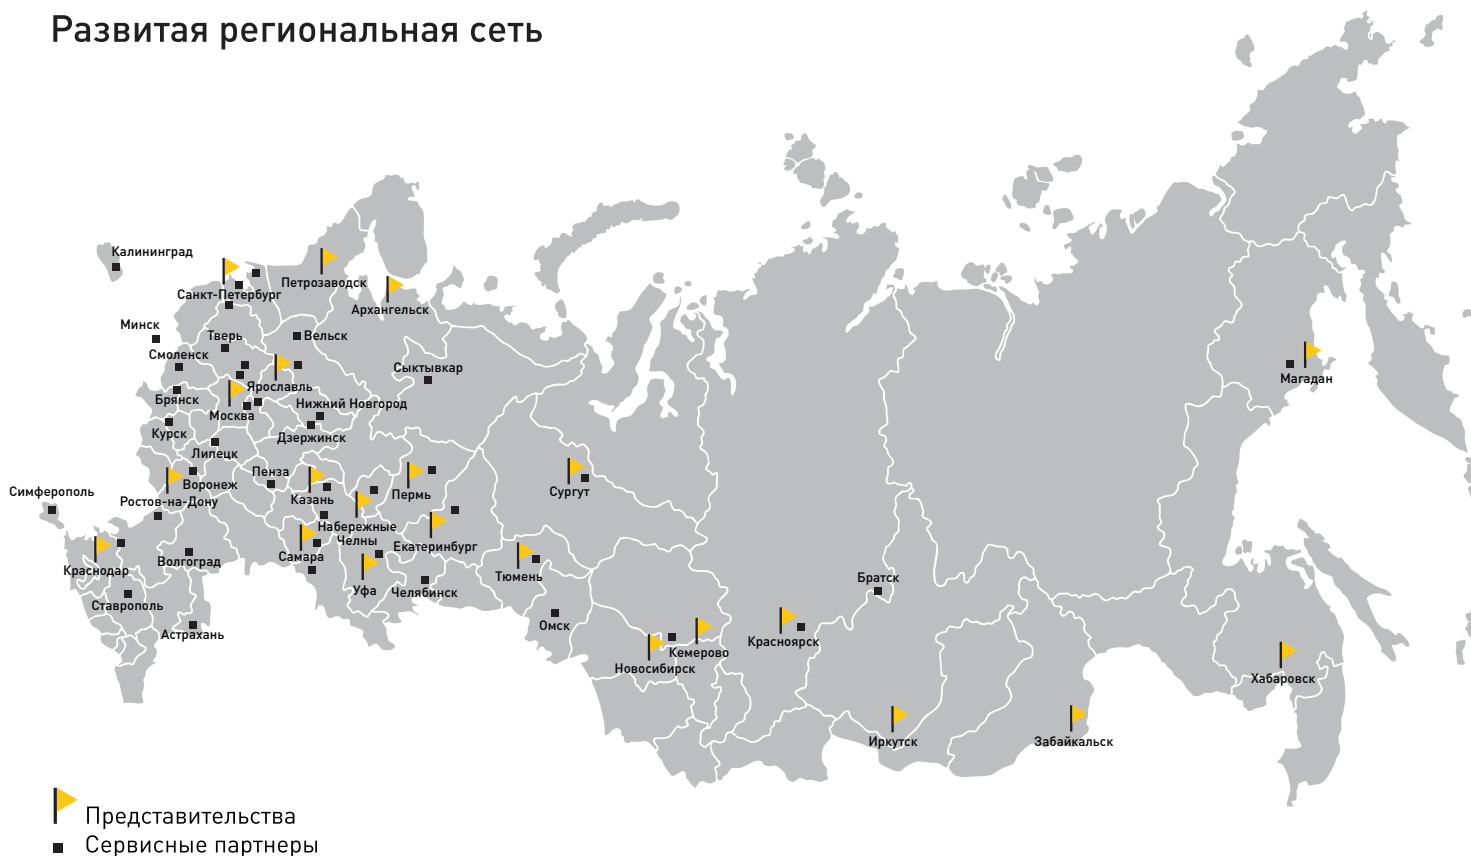 Развитая региональная сеть
Калининград
Санкт-Петербург
Петрозаводск
Архангельск
Минск
Тверь
Вельск
Смоленск
Сыктывкар
Ярославль
Магадан
Брянск
Москва
Нижний Новгород
Курск
Дзержинск
Липецк
Пенза
Воронеж
Казань
Пермь
Сургут
Симферополь
Ростов-на-Дону
Набережные
Челны
Екатеринбург
Самара
Волгоград
Краснодар
Тюмень
Братск
Уфа
Челябинск
Ставрополь
Омск
Астрахань
Красноярск
Кемерово
Новосибирск
Хабаровск
Иркутск
Забайкальск
Представительства
Сервисные партнеры